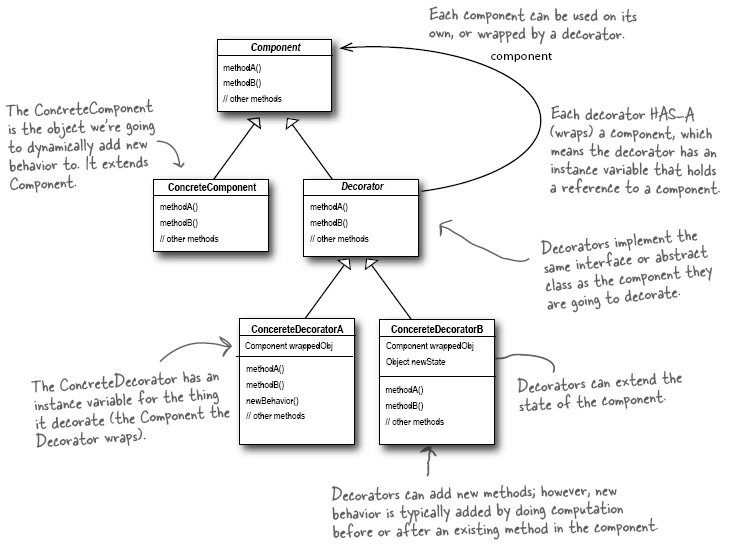 Each component can be used on its
own, or wrapped by a decorator.
component
Component
methodA()
methodB()
// other methods
The ConcreteComponent
is the object we're going
to dynamically add new
behavior to. It extends
Component.
Each decorator HAS-A
(wraps) a component, which
means the decorator has an
instance variable that holds
a reference to a component.
ConcreteComponent
methodA()
methodB()
// other methods
Decorator
methodA()
methodB()
// other methods
Decorators implement the
same interface or abstract
class as the component they
are going to decorate.
ConcereteDecoratorA
Component wrappedObj
methodA()
methodB()
newBehavior()
// other methods
ConcereteDecoratorB
Component wrappedObj
Object newState
methodA()
methodB()
// other methods
The ConcreteDecorator has an
instance variable for the thing
it decorate (the Component the
Decorator wraps).
Decorators can extend the
state of the component.
Decorators can add new methods; however, new
behavior is typically added by doing computation
before or after an existing method in the component.